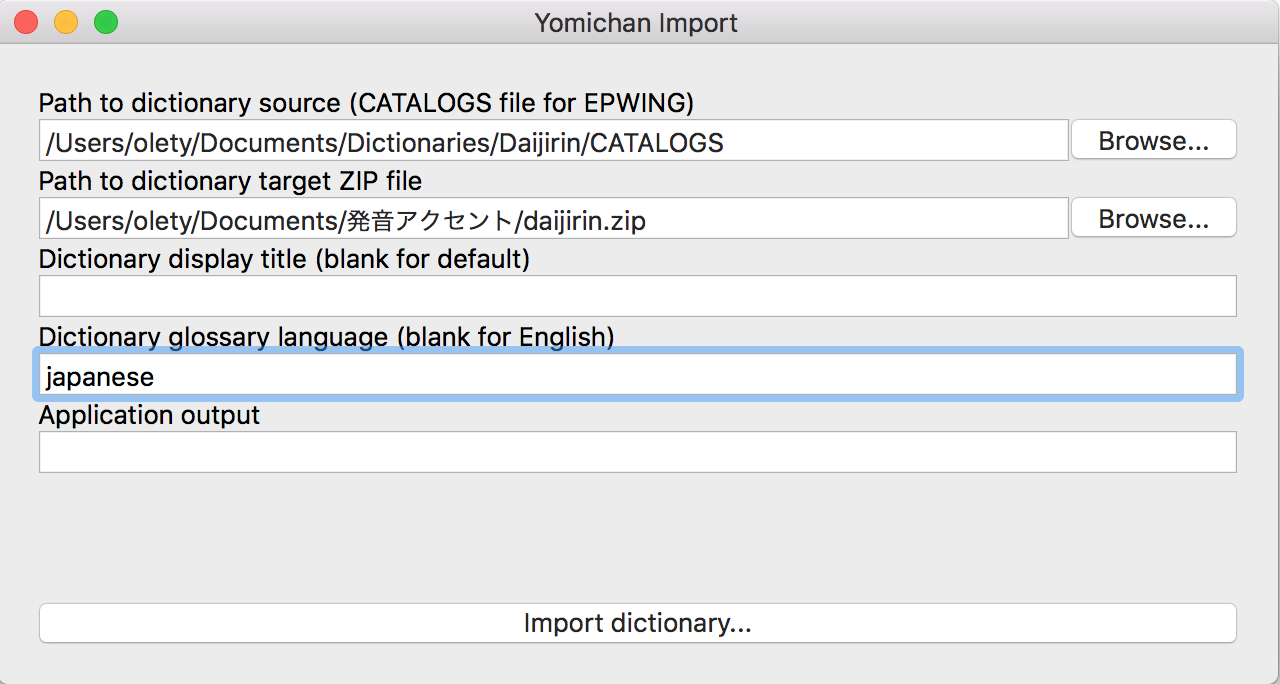 Yomichan Import
Path to dictionary source (CATALOGS file for EPWING)
/Users/olety/Documents/Dictionaries/Daijirin/CATALOGS Browse...
Path to dictionary target ZIP file
/Users/olety/Documents/発音アクセント/daijirin.zip Browse...
Dictionary display title (blank for default)
Dictionary glossary language (blank for English)
japanese
Application output
Import dictionary...